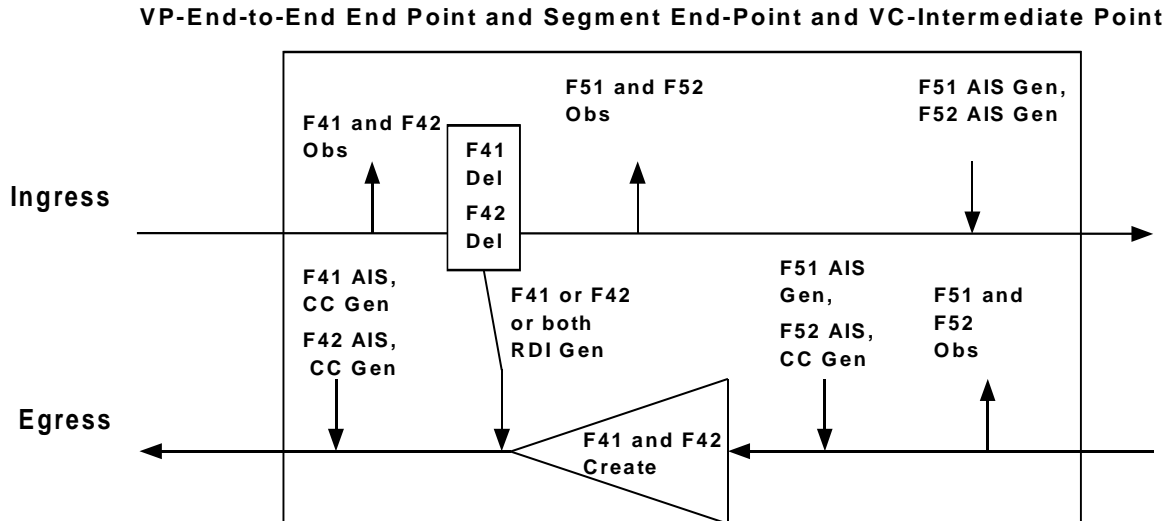 VP-End-to-End End Point and Segment End-Point and VC-Intermediate Point
F41 and F42
Obs
F41
Del
F42
Del
F51 and F52
Obs
F51 AIS Gen,
F52 AIS Gen
Ingress
F41 AIS,
CC Gen
F42 AIS,
CC Gen
F41 or F42
or both
RDI Gen
F51 AIS
Gen,
F52 AIS,
CC Gen
F51 and
F52
Obs
Egress
F41 and F42
Create